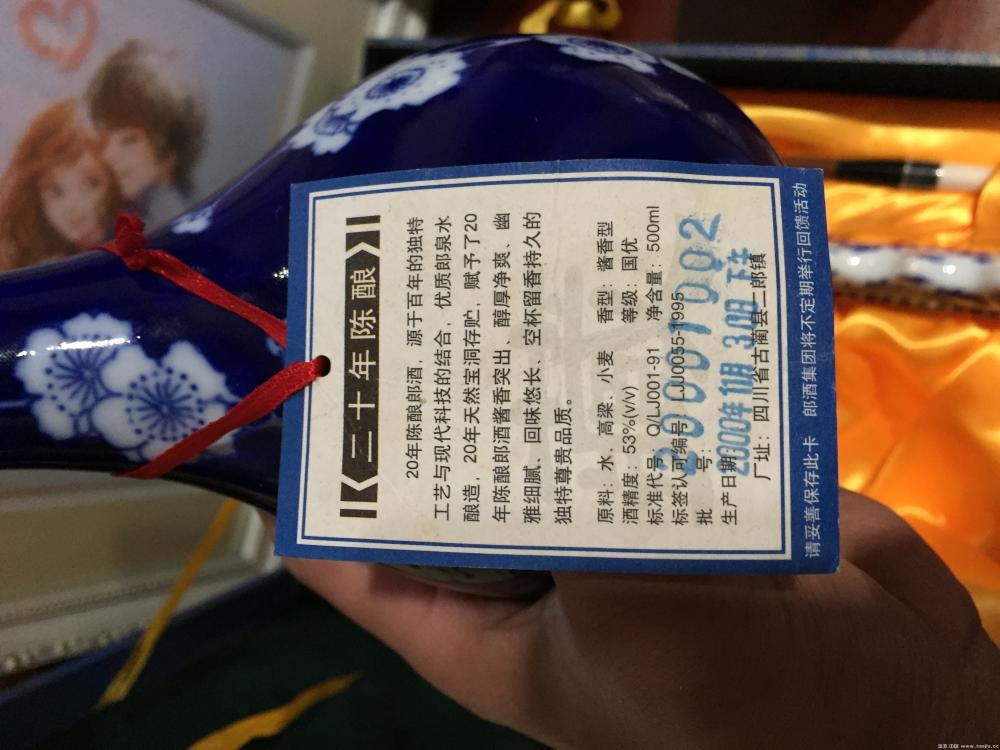 二十年陈酿
20年陈酿郎酒，源于百年的独特
工艺与现代科技的结合，优质郎泉水
酿造，20年天然宝洞存贮，赋予了20
年陈酿郎酒酱香突出、醇厚净爽、幽
雅细腻、回味悠长、空杯留香持久的
独特尊贵品质。
原料：水、高粱、小麦 香型：酱香型
酒精度：53%(v/v) 等级：国优
标准代号：Q/LJ001-91 净含量：500ml
标签认可编号：LJJ00551995
批 号：20001002
生产日期：2000年11月30日
厂址：四川省古蔺县二郎镇
请妥善保存此卡 郎酒集团将不定期举行回馈活动